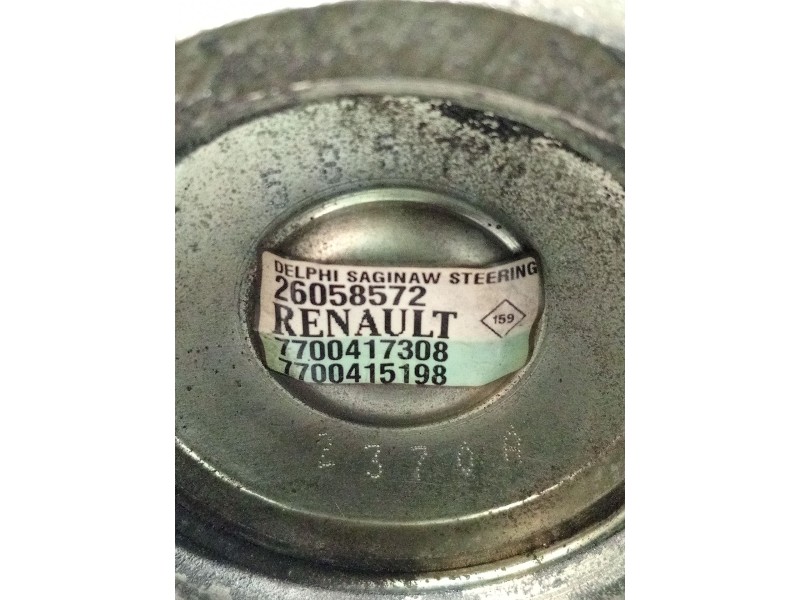 DELPHI SAGINAW STEERING
26058572
RENAULT
159
7700417308
7700415198